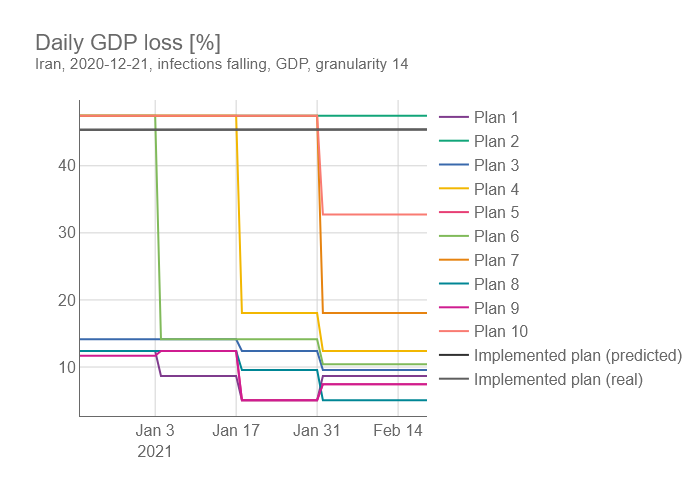 Daily GDP loss [%]
Iran, 2020-12-21, infections falling, GDP, granularity 14
40
30
20
10
Jan 3
2021
Jan 17
Jan 31
Feb 14
Plan 1
Plan 2
Plan 3
Plan 4
Plan 5
Plan 6
Plan 7
Plan 8
Plan 9
Plan 10
Implemented plan (predicted)
Implemented plan (real)